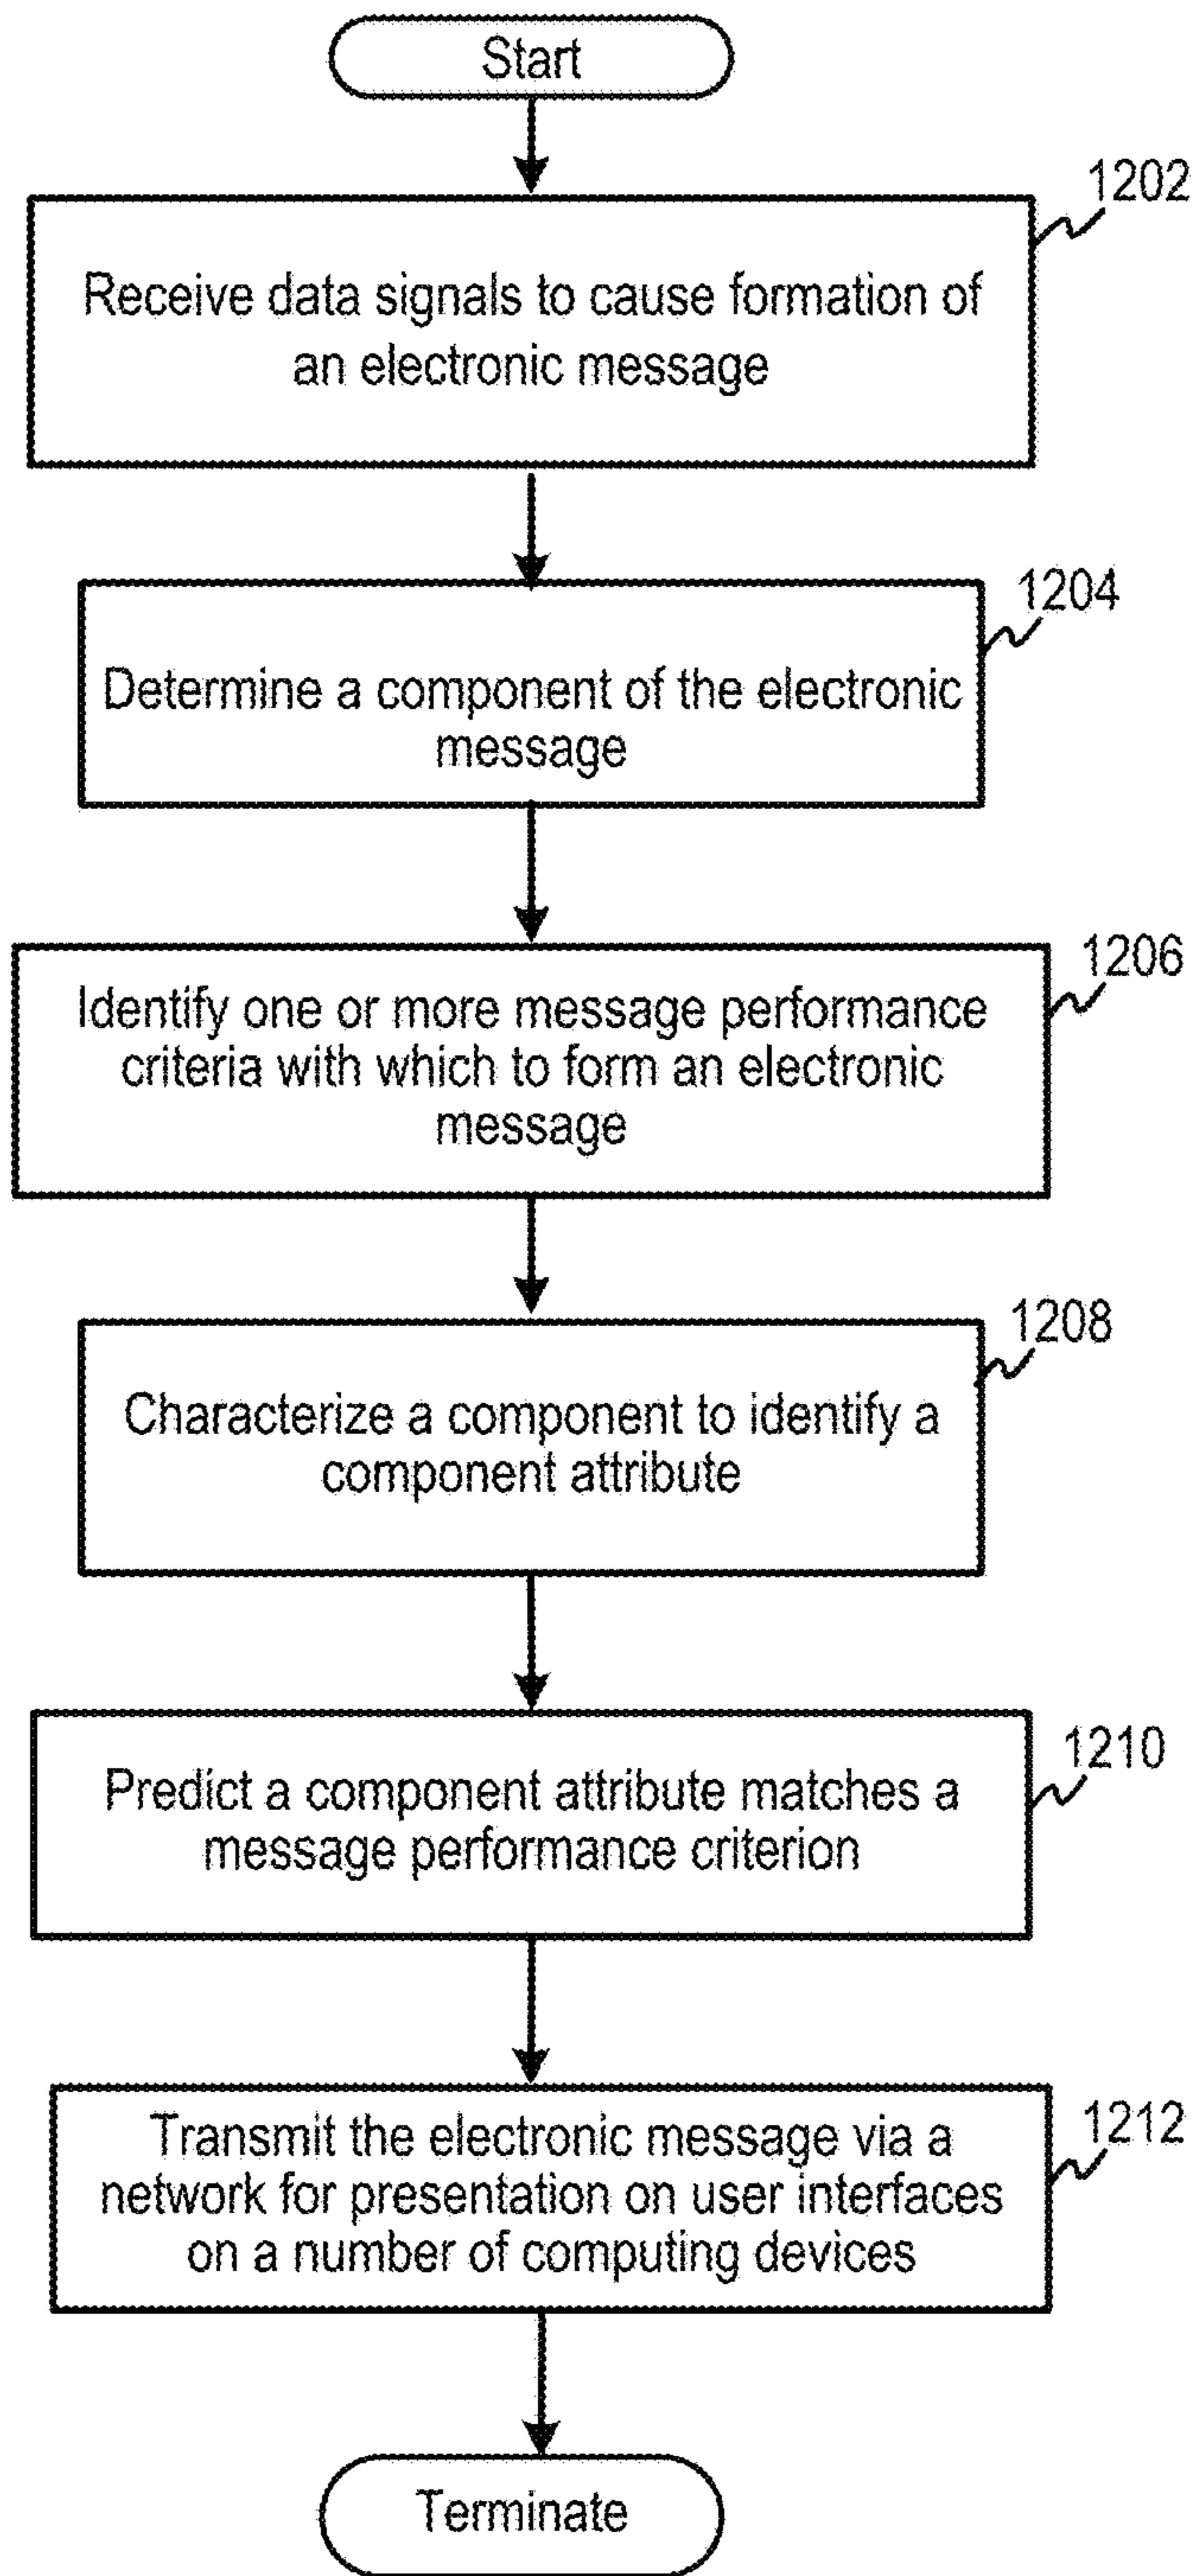 Start
1202
Receive data signals to cause formation of
an electronic message
1204
Determine a component of the electronic
message
1206
Identify one or more message performance
criteria with which to form an electronic
message
1208
Characterize a component to identify a
component attribute
1210
Predict a component attribute matches a
message performance criterion
1212
Transmit the electronic message via a
network for presentation on user interfaces
on a number of computing devices
Terminate